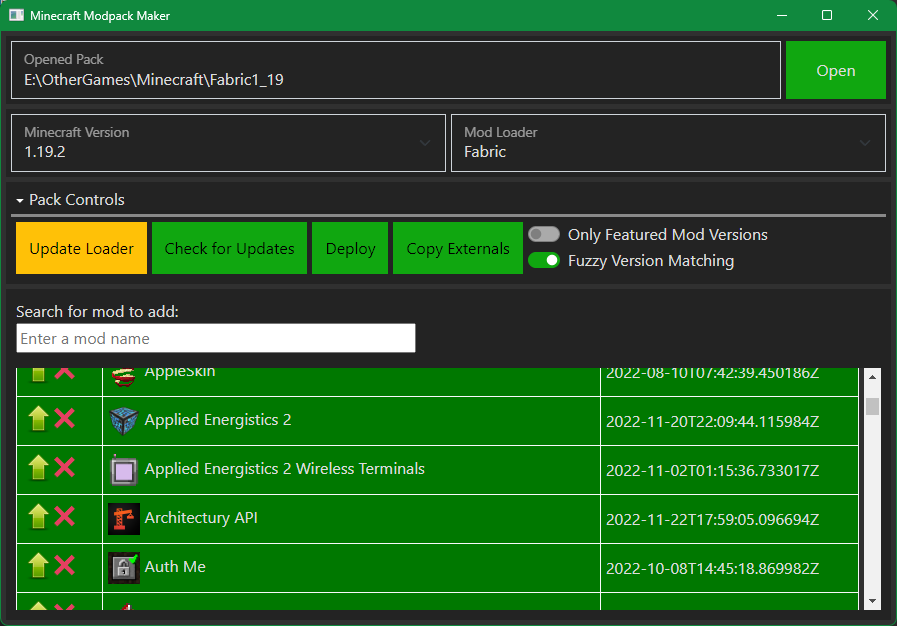 Minecraft Modpack Maker
Opened Pack
E:\OtherGames\Minecraft\Fabric1_19
Open
Minecraft Version
1.19.2
Mod Loader
Fabric
Pack Controls
Update Loader
Check for Updates
Deploy
Copy Externals
Only Featured Mod Versions
Fuzzy Version Matching
Search for mod to add:
Enter a mod name
AppleSkin 2022-08-10T07:42:39.450186Z
Applied Energistics 2 2022-11-20T22:09:44.115984Z
Applied Energistics 2 Wireless Terminals 2022-11-02T01:15:36.733017Z
Architectury API 2022-11-22T17:59:05.096694Z
Auth Me 2022-10-08T14:45:18.869982Z